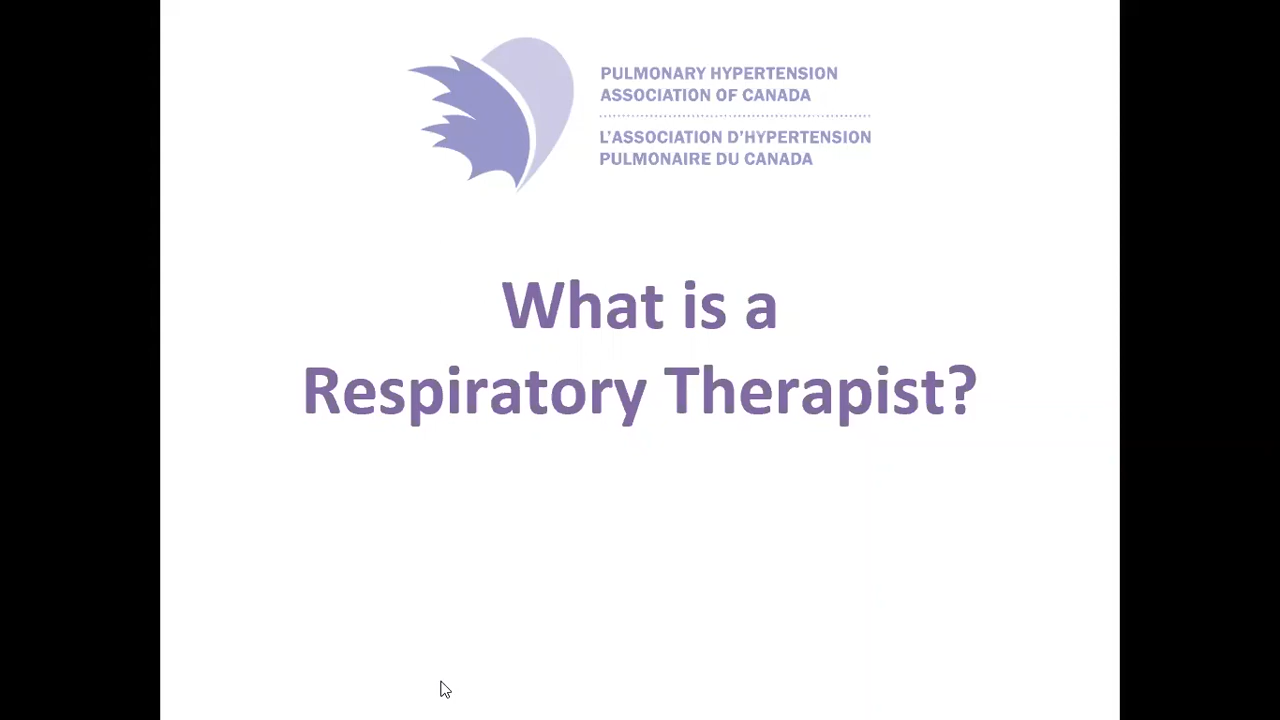 PULMONARY HYPERTENSION
ASSOCIATION OF CANADA
L'ASSOCIATION D'HYPERTENSION
PULMONAIRE DU CANADA
What is a
Respiratory Therapist?